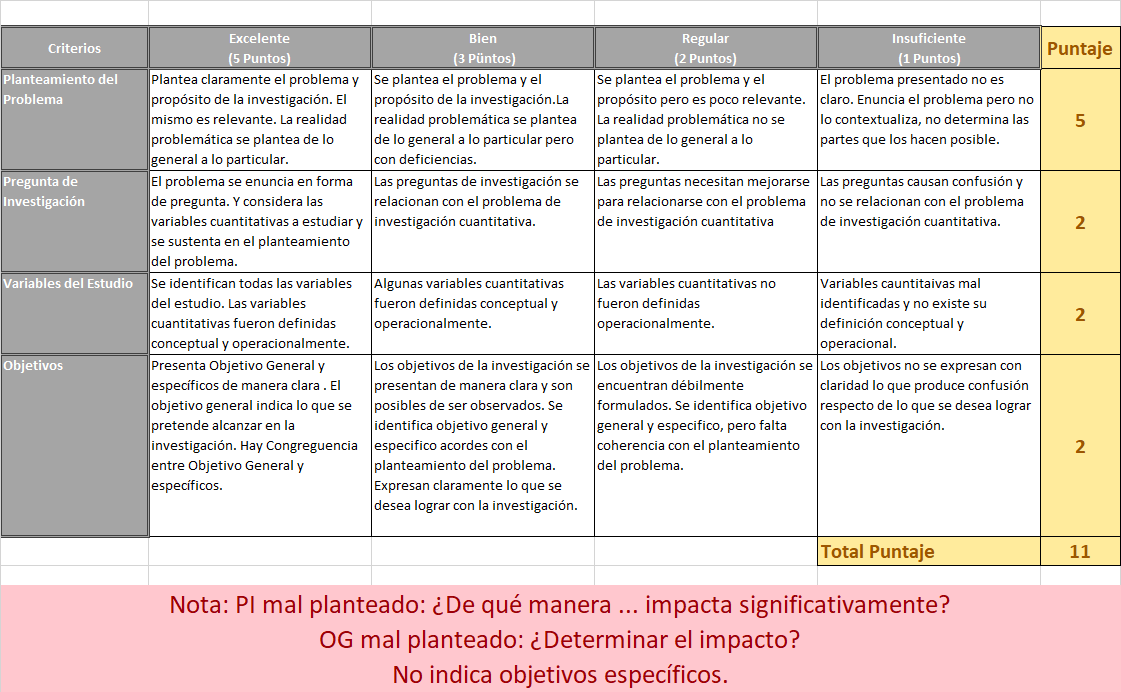 Criterios
Excelente
(5 Puntos)
Bien
(3 Püntos)
Regular
(2 Puntos)
Insuficiente
(1 Puntos)
Puntaje
Planteamiento del
Problema
Plantea claramente el problema y
propósito de la investigación. El
mismo es relevante. La realidad
problemática se plantea de lo
general a lo particular.
Se plantea el problema y el
propósito de la investigación.La
realidad problemática se plantea
de lo general a lo particular pero
con deficiencias.
Se plantea el problema y el
propósito pero es poco relevante.
La realidad problemática no se
plantea de lo general a lo
particular.
El problema presentado no es
claro. Enuncia el problema pero no
lo contextualiza, no determina las
partes que los hacen posible.
5
Pregunta de
Investigación
El problema se enuncia en forma
de pregunta. Y considera las
variables cuantitativas a estudiar y
se sustenta en el planteamiento
del problema.
Las preguntas de investigación se
relacionan con el problema de
investigación cuantitativa.
Las preguntas necesitan mejorarse
para relacionarse con el problema
de investigación cuantitativa
Las preguntas causan confusión y
no se relacionan con el problema
de investigación cuantitativa.
2
Variables del Estudio
Se identifican todas las variables
del estudio. Las variables
cuantitativas fueron definidas
conceptual y operacionalmente.
Algunas variables cuantitativas
fueron definidas conceptual y
operacionalmente.
Las variables cuantitativas no
fueron definidas
operacionalmente.
Variables cauntitaivas mal
identificadas y no existe su
definición conceptual y
operacional.
2
Objetivos
Presenta Objetivo General y
específicos de manera clara . El
objetivo general indica lo que se
pretende alcanzar en la
investigación. Hay Congreguencia
entre Objetivo General y
específicos.
Los objetivos de la investigación se
presentan de manera clara y son
posibles de ser observados. Se
identifica objetivo general y
especifico acordes con el
planteamiento del problema.
Expresan claramente lo que se
desea lograr con la investigación.
Los objetivos de la investigación se
encuentran débilmente
formulados. Se identifica objetivo
general y especifico, pero falta
coherencia con el planteamiento
del problema.
Los objetivos no se expresan con
claridad lo que produce confusión
respecto de lo que se desea lograr
con la investigación.
2
Total Puntaje
11
Nota: PI mal planteado: ¿De qué manera ... impacta significativamente?
OG mal planteado: ¿Determinar el impacto?
No indica objetivos específicos.